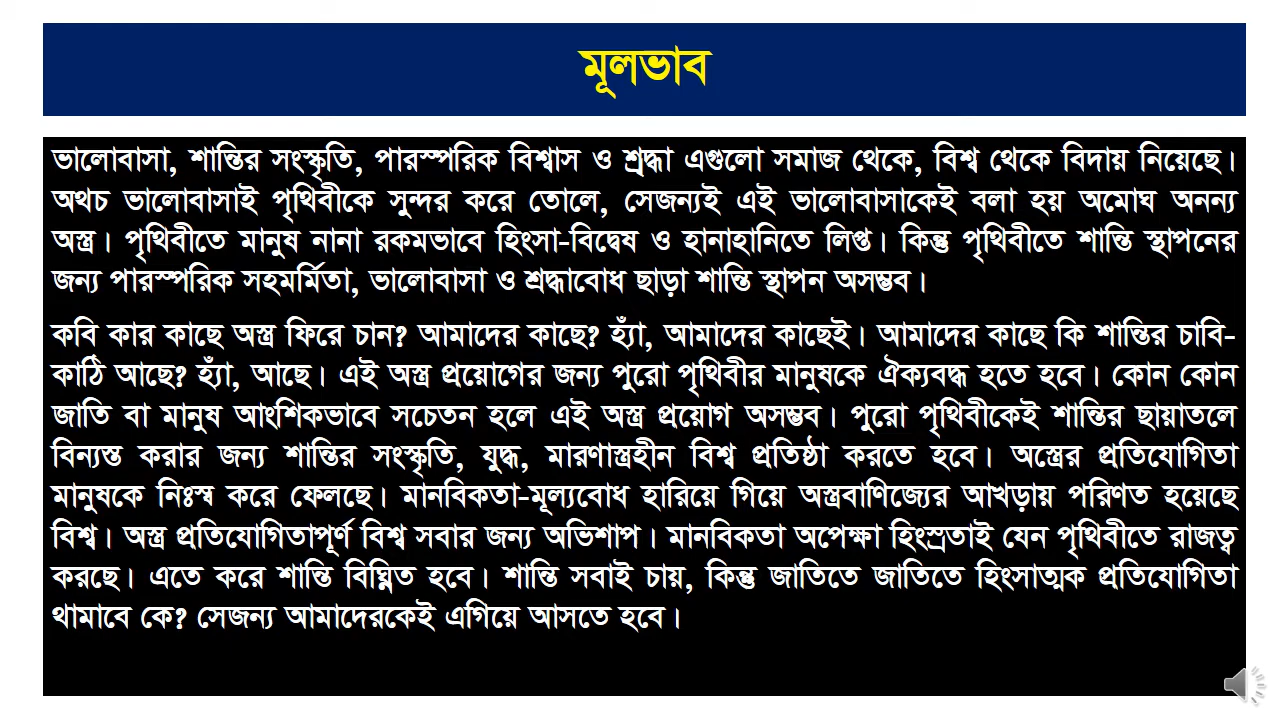 মূলভাব
ভালোবাসা, শান্তির সংস্কৃতি, পারস্পরিক বিশ্বাস ও শ্রদ্ধা এগুলো সমাজ থেকে, বিশ্ব থেকে বিদায় নিয়েছে।
অথচ ভালোবাসাই পৃথিবীকে সুন্দর করে তোলে, সেজন্যই এই ভালোবাসাকেই বলা হয় অমোঘ অনন্য
অস্ত্র। পৃথিবীতে মানুষ নানা রকমভাবে হিংসা-বিদ্বেষ ও হানাহানিতে লিপ্ত। কিন্তু পৃথিবীতে শান্তি স্থাপনের
জন্য পারস্পরিক সহমর্মিতা, ভালোবাসা ও শ্রদ্ধাবোধ ছাড়া শান্তি স্থাপন অসম্ভব।
কবি কার কাছে অস্ত্র ফিরে চান? আমাদের কাছে? হ্যাঁ, আমাদের কাছেই। আমাদের কাছে কি শান্তির চাবি-
কাঠি আছে? হ্যাঁ, আছে। এই অস্ত্র প্রয়োগের জন্য পুরো পৃথিবীর মানুষকে ঐক্যবদ্ধ হতে হবে। কোন কোন
জাতি বা মানুষ আংশিকভাবে সচেতন হলে এই অস্ত্র প্রয়োগ অসম্ভব। পুরো পৃথিবীকেই শান্তির ছায়াতলে
বিন্যস্ত করার জন্য শান্তির সংস্কৃতি, যুদ্ধ, মারণাস্ত্রহীন বিশ্ব প্রতিষ্ঠা করতে হবে। অস্ত্রের প্রতিযোগিতা
মানুষকে নিঃস্ব করে ফেলছে। মানবিকতা-মূল্যবোধ হারিয়ে গিয়ে অস্ত্রবাণিজ্যের আখড়ায় পরিণত হয়েছে
বিশ্ব। অস্ত্র প্রতিযোগিতাপূর্ণ বিশ্ব সবার জন্য অভিশাপ। মানবিকতা অপেক্ষা হিংস্রতাই যেন পৃথিবীতে রাজত্ব
করছে। এতে করে শান্তি বিঘ্নিত হবে। শান্তি সবাই চায়, কিন্তু জাতিতে জাতিতে হিংসাত্মক প্রতিযোগিতা
থামাবে কে? সেজন্য আমাদেরকেই এগিয়ে আসতে হবে।